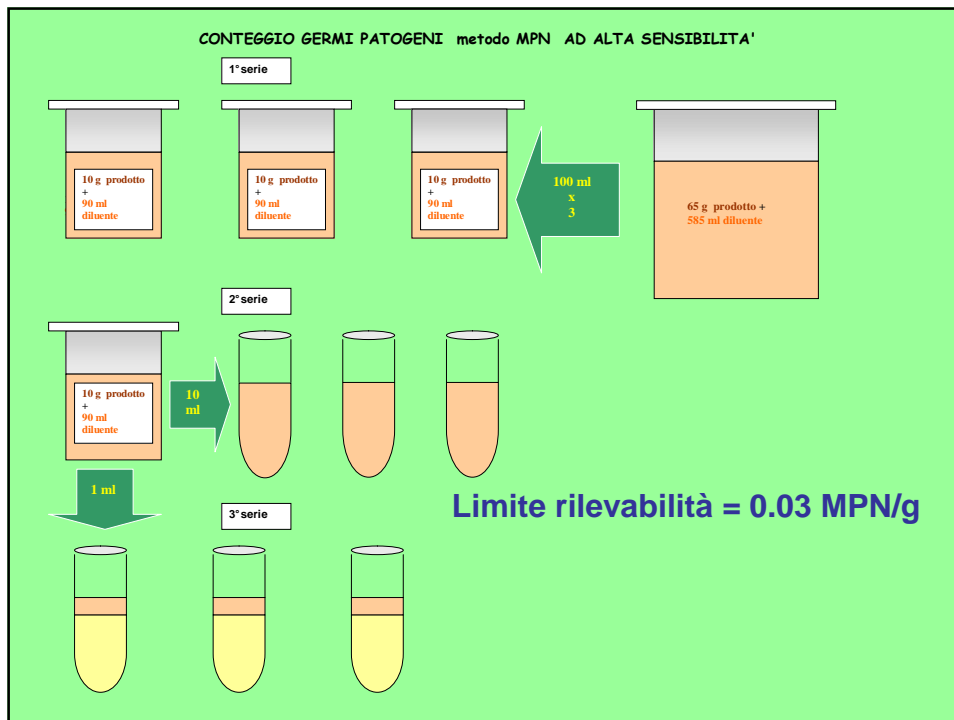 CONTEGGIO GERMI PATOGENI metodo MPN AD ALTA SENSIBILITA'
1°serie
10 g prodotto
+
90 ml
diluente
10 g prodotto
+
90 ml
diluente
10 g prodotto
+
90 ml
diluente
100 ml
x
3
65 g prodotto +
585 ml diluente
2°serie
10 g prodotto
+
90 ml
diluente
10
ml
1 ml
Limite rilevabilità = 0.03 MPN/g
3°serie